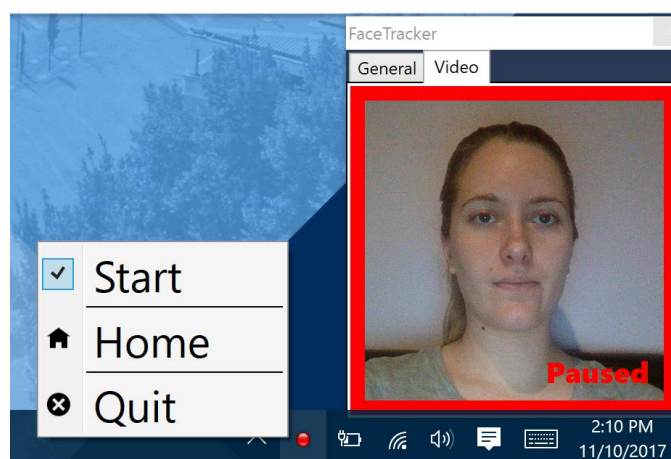 FaceTracker
General
Video
Start
Home
Quit
Paused
2:10 PM
11/10/2017